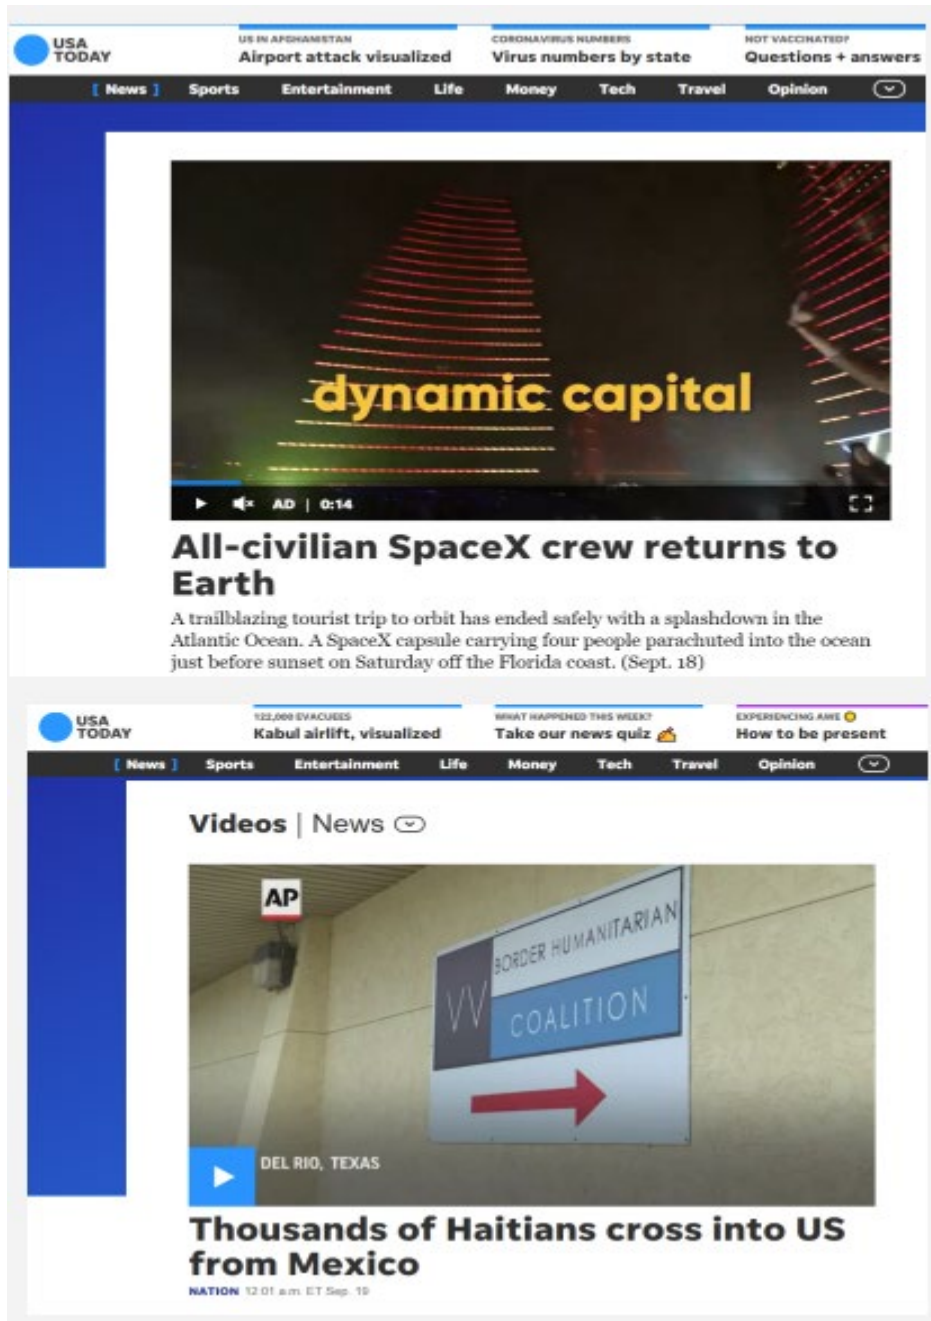 USA
TODAY
US IN AFGHANISTAN
Airport attack visualized
CORONAVIRUS NUMBERS
Virus numbers by state
NOT VACCINATED?
Questions + answers
[ News ] Sports Entertainment Life Money Tech Travel Opinion
dynamic capital
AD | 0:14
All-civilian SpaceX crew returns to
Earth
A trailblazing tourist trip to orbit has ended safely with a splashdown in the
Atlantic Ocean. A SpaceX capsule carrying four people parachuted into the ocean
just before sunset on Saturday off the Florida coast. (Sept. 18)
USA
TODAY
122,000 EVACUEES
Kabul airlift, visualized
WHAT HAPPENED THIS WEEK?
Take our news quiz ✍️
EXPERIENCING AWE
How to be present
[ News ] Sports Entertainment Life Money Tech Travel Opinion
Videos | News
AP
BORDER HUMANITARIAN
VV COALITION
DEL RIO, TEXAS
Thousands of Haitians cross into US
from Mexico
NATION 12:01 a.m. ET Sep. 19